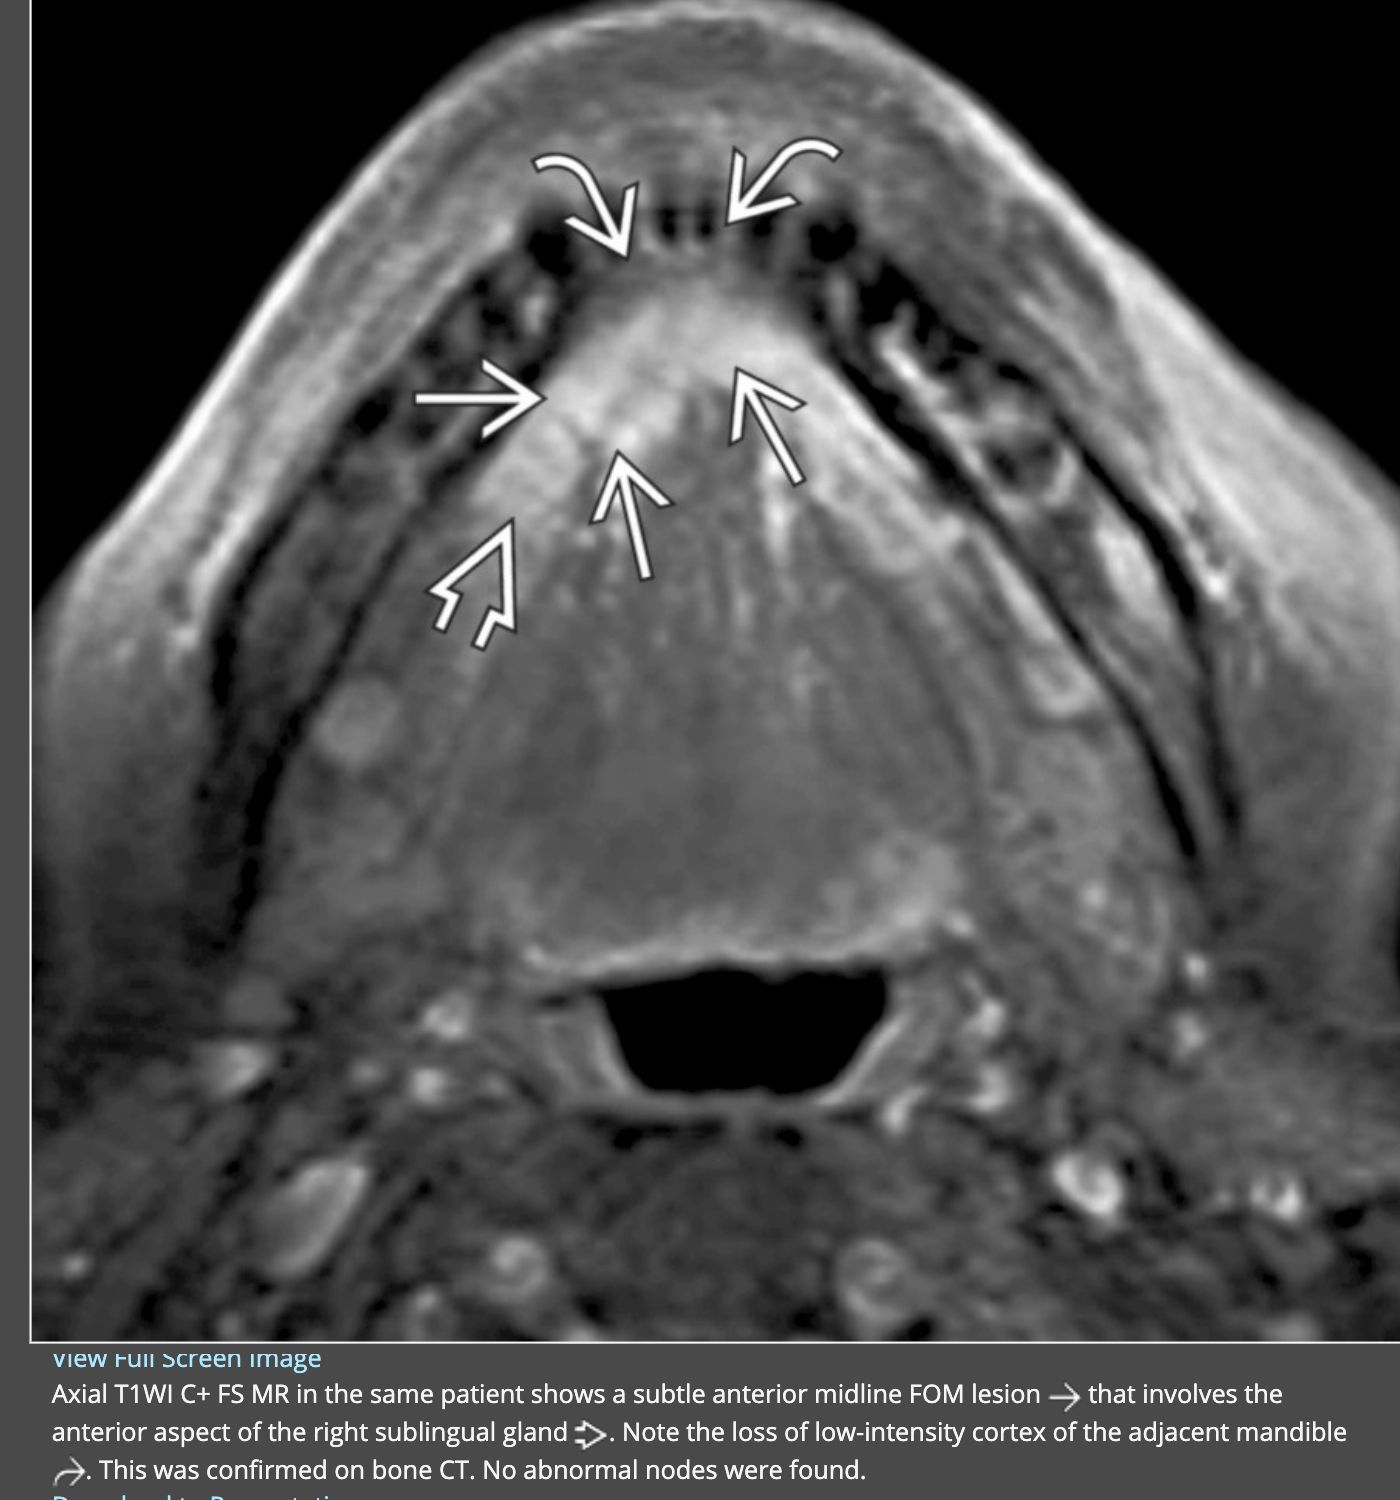 View Full Screen Image
Axial T1WI C+ FS MR in the same patient shows a subtle anterior midline FOM lesion → that involves the
anterior aspect of the right sublingual gland ⇨. Note the loss of low-intensity cortex of the adjacent mandible
↷. This was confirmed on bone CT. No abnormal nodes were found.